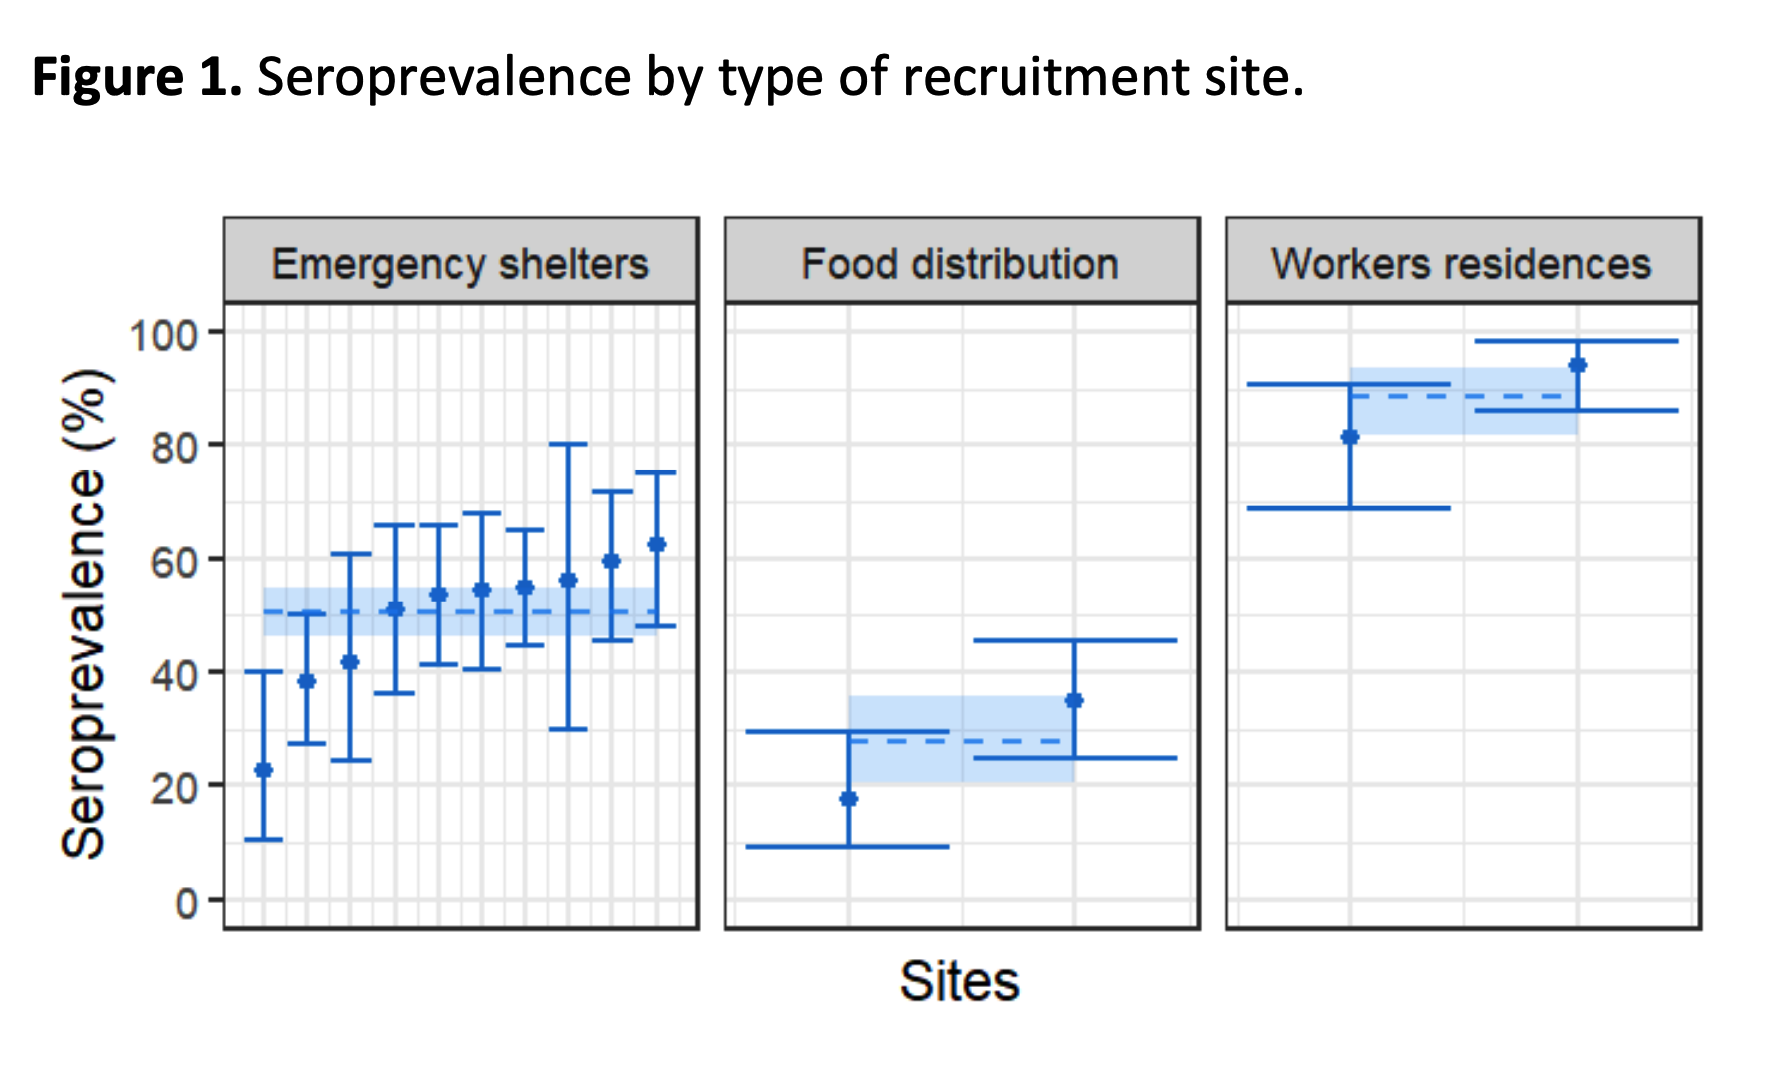 Figure 1. Seroprevalence by type of recruitment site.
Emergency shelters
Food distribution
Workers residences
Seroprevalence (%)
100
80
60
40
20
0
Sites